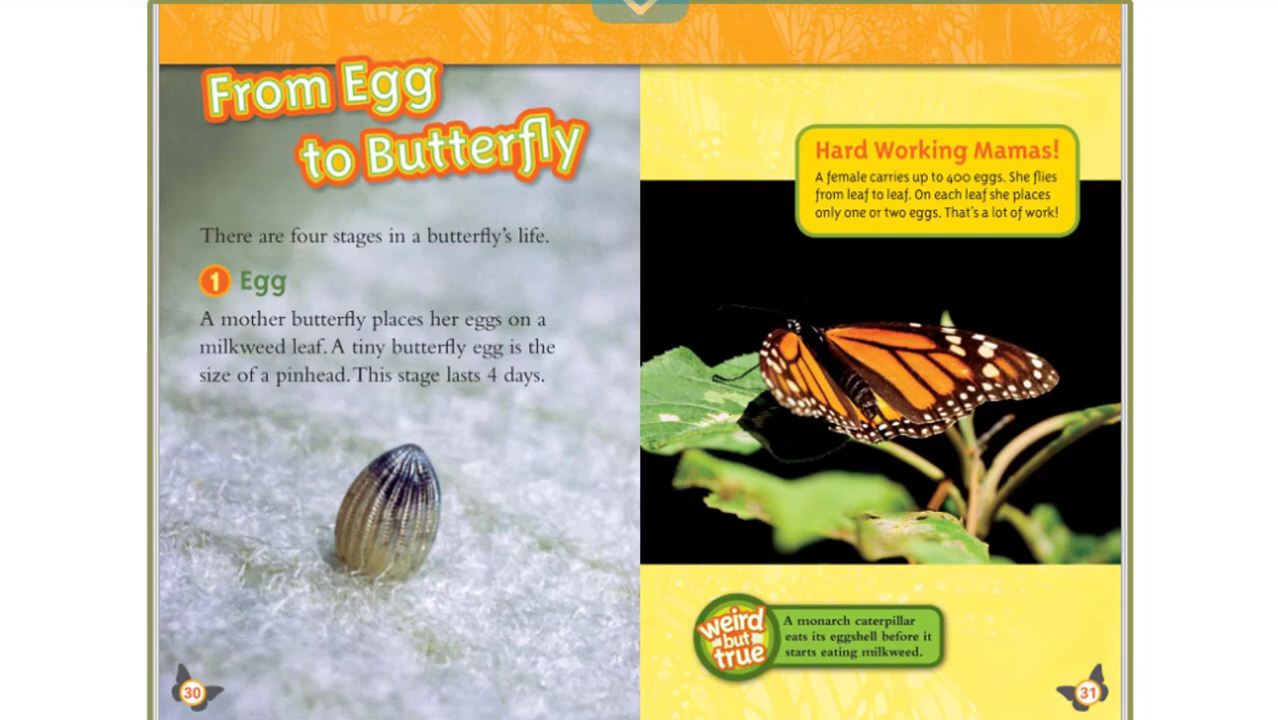 From Egg
to Butterfly
There are four stages in a butterfly's life.
1 Egg
A mother butterfly places her eggs on a
milkweed leaf. A tiny butterfly egg is the
size of a pinhead. This stage lasts 4 days.
30
Hard Working Mamas!
A female carries up to 400 eggs. She flies
from leaf to leaf. On each leaf she places
only one or two eggs. That's a lot of work!
weird
but
true
A monarch caterpillar
eats its eggshell before it
starts eating milkweed.
31